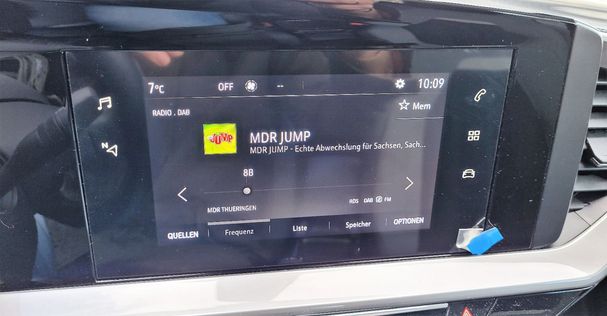 7°C OFF -- 10:09
RADIO . DAB
Mem
JUMP
MDR JUMP
MDR JUMP - Echte Abwechslung für Sachsen, Sach...
N
8B
MDR THUERINGEN
RDS DAB FM
QUELLEN Frequenz Liste Speicher OPTIONEN